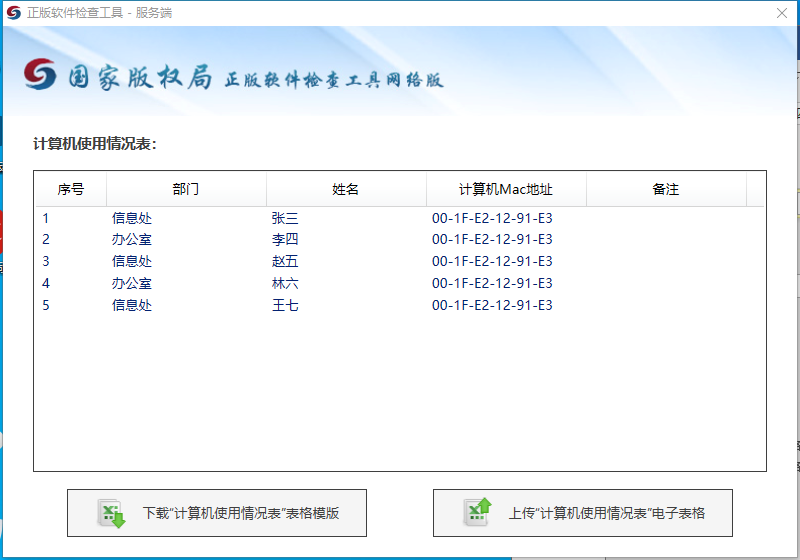 正版软件检查工具 - 服务端
国家版权局 正版软件检查工具网络版
计算机使用情况表：
序号 部门 姓名 计算机Mac地址 备注
1 信息处 张三 00-1F-E2-12-91-E3
2 办公室 李四 00-1F-E2-12-91-E3
3 信息处 赵五 00-1F-E2-12-91-E3
4 办公室 林六 00-1F-E2-12-91-E3
5 信息处 王七 00-1F-E2-12-91-E3
下载“计算机使用情况表”表格模版
上传“计算机使用情况表”电子表格